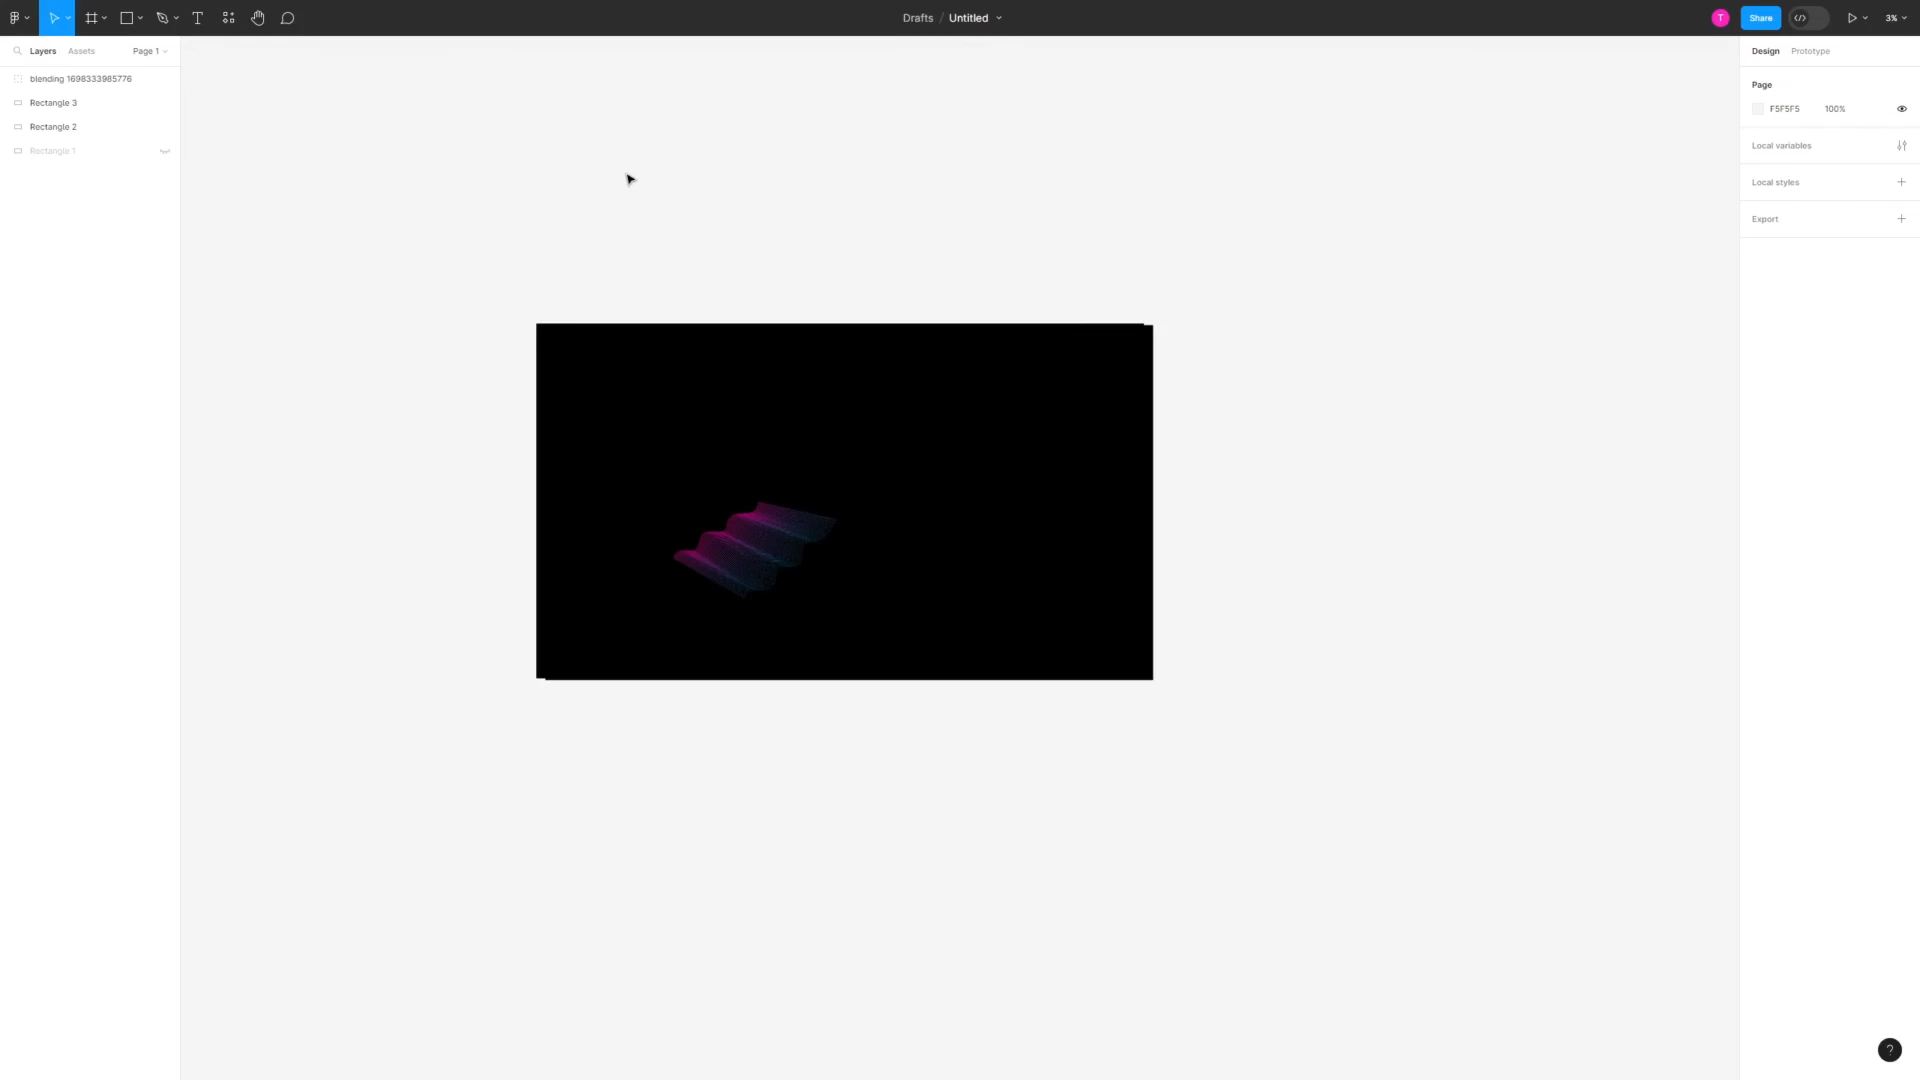 Drafts / Untitled
T
Share
3%
Layers Assets Page 1
blending 1698333985776
Rectangle 3
Rectangle 2
Rectangle 1
Design Prototype
Page
F5F5F5 100%
Local variables
Local styles
Export
?